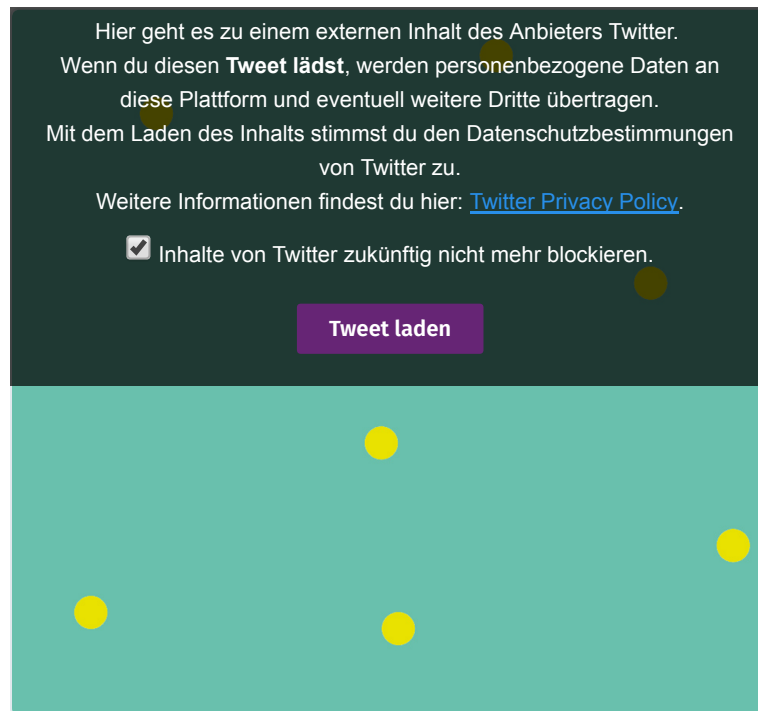 Hier geht es zu einem externen Inhalt des Anbieters Twitter.
Wenn du diesen Tweet lädst, werden personenbezogene Daten an
diese Plattform und eventuell weitere Dritte übertragen.
Mit dem Laden des Inhalts stimmst du den Datenschutzbestimmungen
von Twitter zu.
Weitere Informationen findest du hier: Twitter Privacy Policy.
Inhalte von Twitter zukünftig nicht mehr blockieren.
Tweet laden